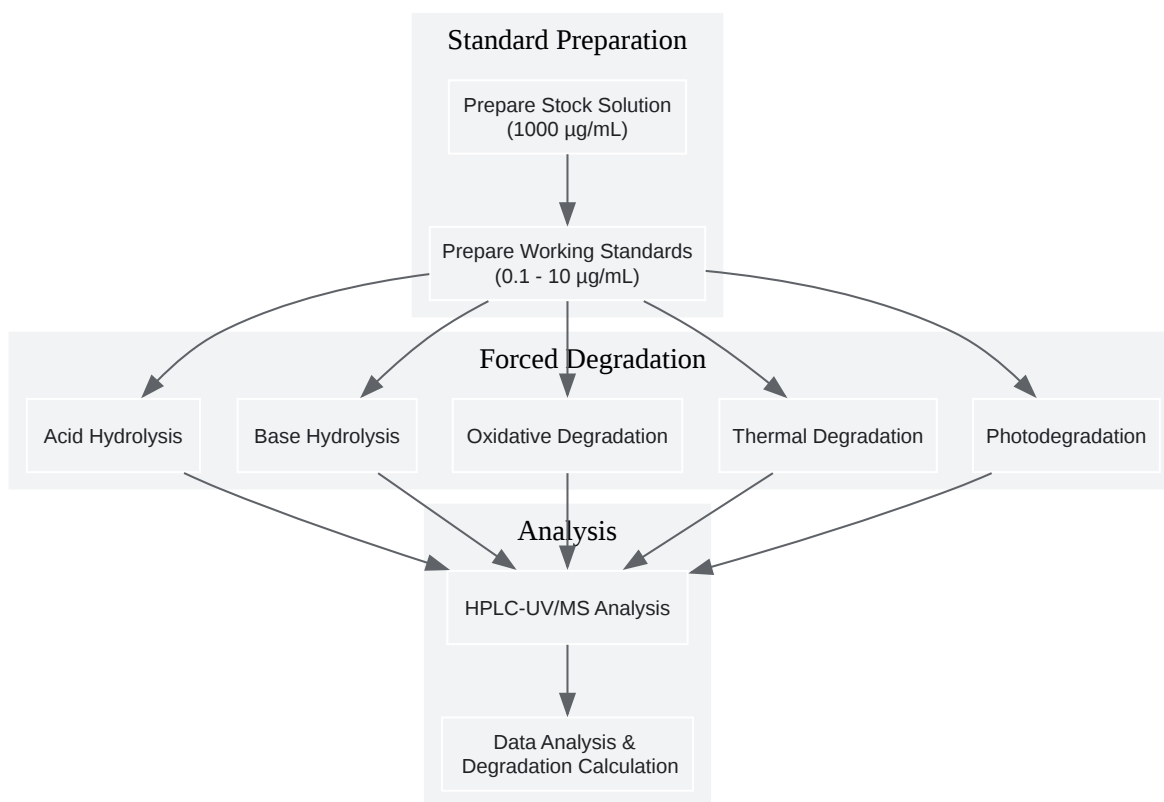 Standard Preparation
Prepare Stock Solution
(1000 µg/mL)
Prepare Working Standards
(0.1 - 10 µg/mL)
Forced Degradation
Acid Hydrolysis
Base Hydrolysis
Oxidative Degradation
Thermal Degradation
Photodegradation
Analysis
HPLC-UV/MS Analysis
Data Analysis &
Degradation Calculation